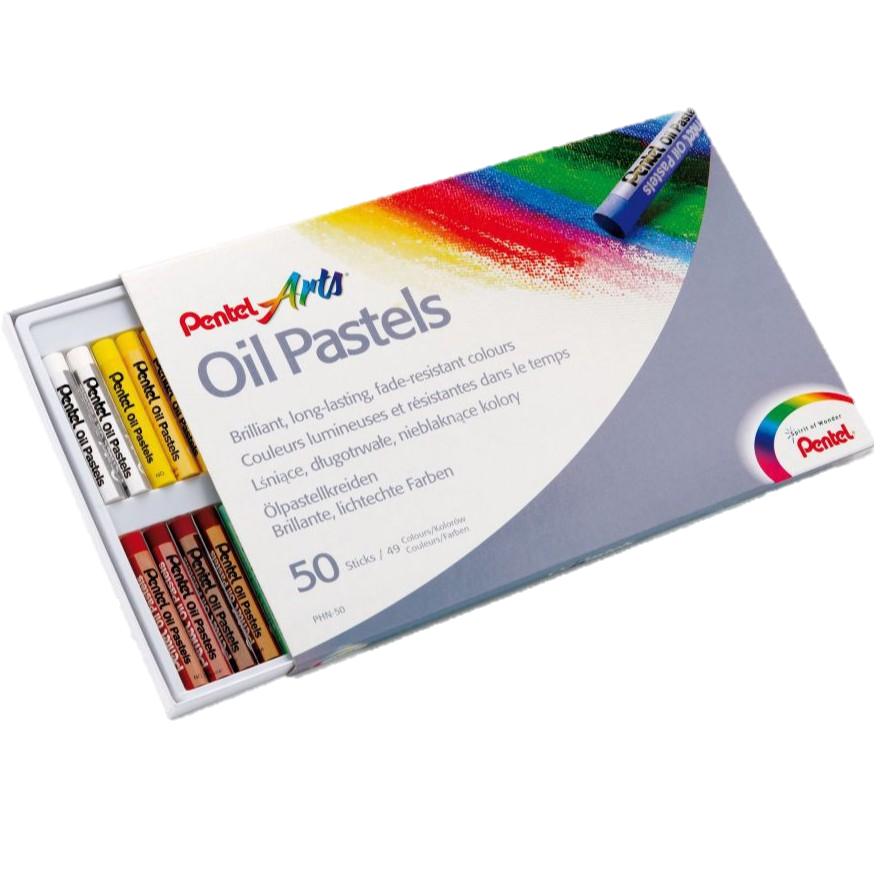 Pentel Oil Pastels
Pentel Arts
Oil Pastels
Brilliant, long-lasting, fade-resistant colours
Couleurs lumineuses et résistantes dans le temps
Lśniące, długotrwałe, nieblaknące kolory
Ölpastellkreiden
Brillante, lichtechte Farben
50 Sticks / 49 Colours/Kolorów
Couleurs/Farben
PHN-50
Spirit of Wonder
Pentel
Pentel Oil Pastels
Pentel Oil Pastels
Pentel Oil Pastels
Pentel Oil Pastels
Pentel Oil Pastels
Pentel Oil Pastels
Pentel Oil Pastels
Pentel Oil Pastels